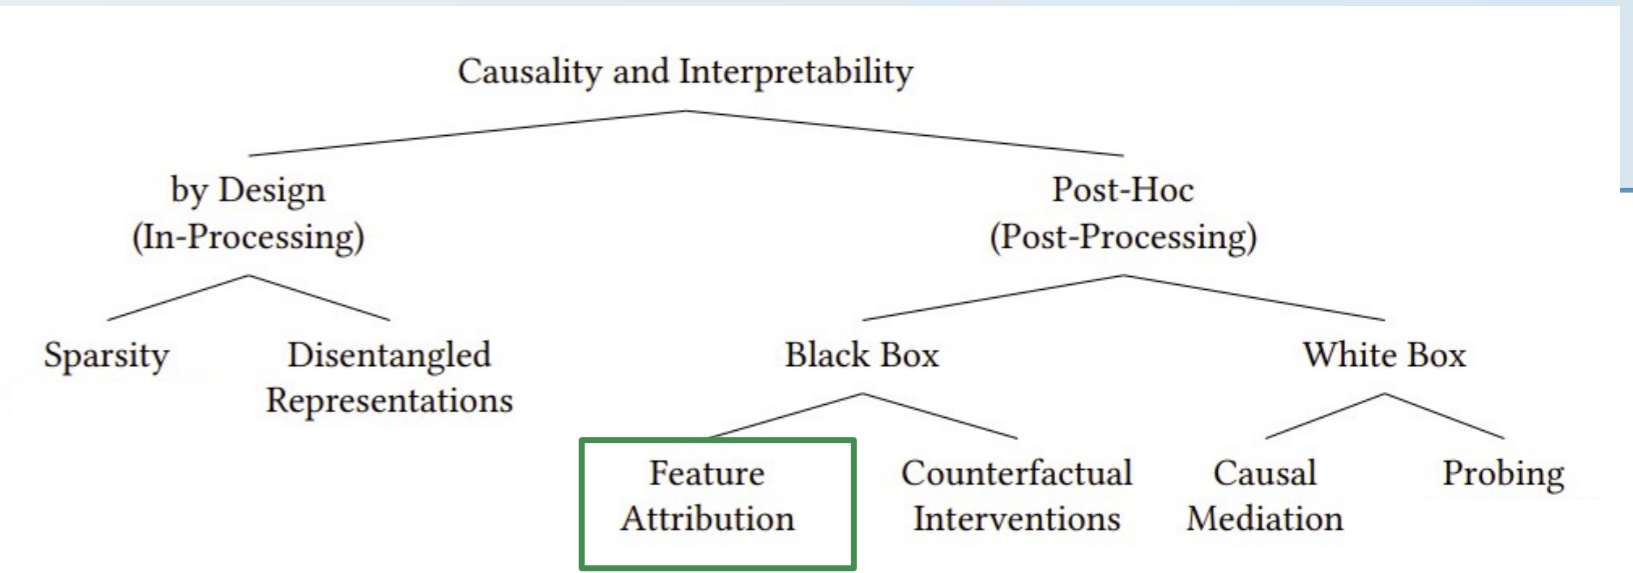 Causality and Interpretability
by Design
(In-Processing)
Post-Hoc
(Post-Processing)
Sparsity
Disentangled
Representations
Black Box
White Box
Feature
Attribution
Counterfactual
Interventions
Causal
Mediation
Probing